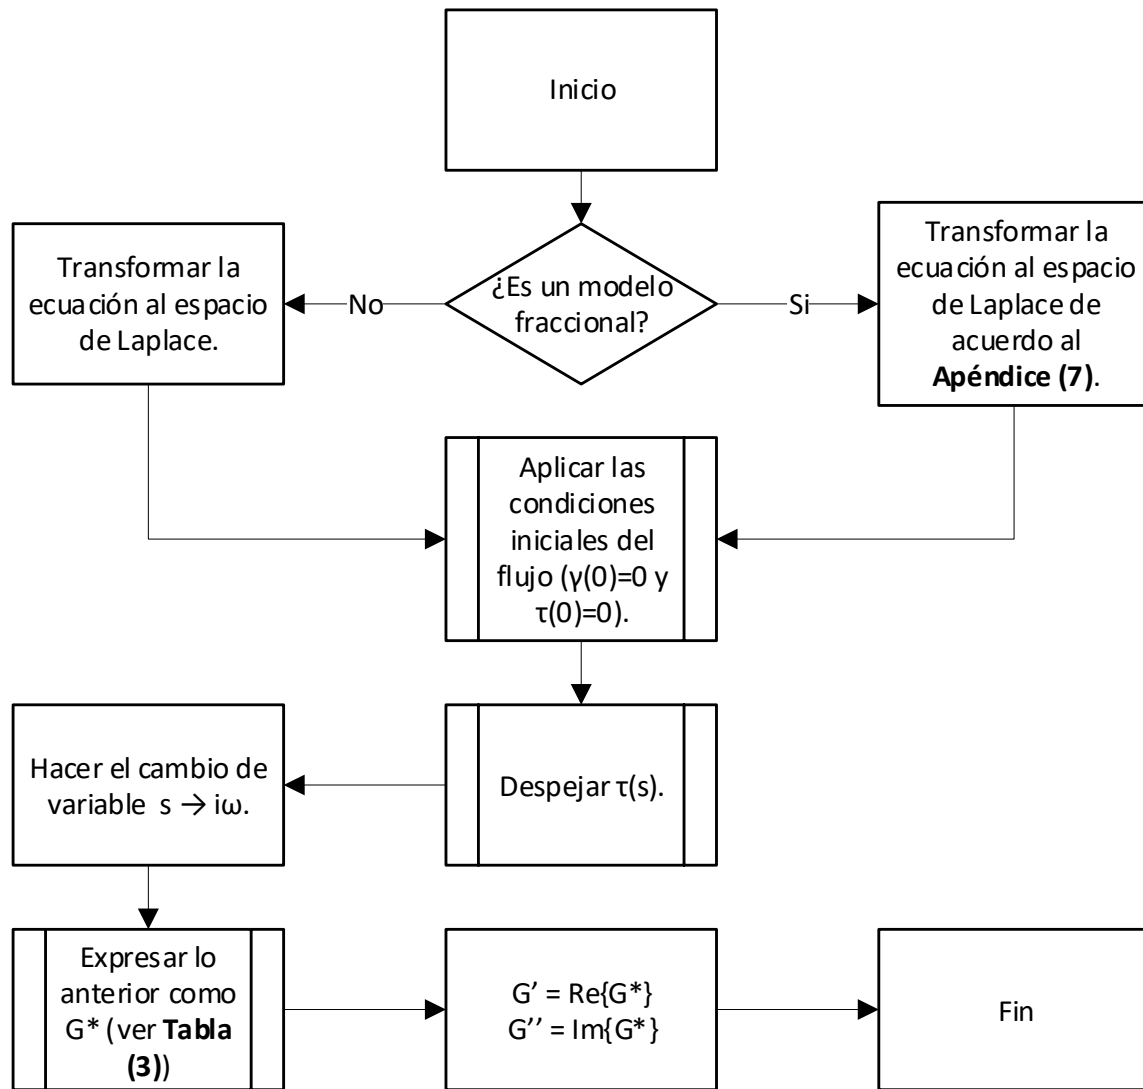 Inicio
Transformar la
ecuación al espacio
de Laplace.
No
¿Es un modelo
fraccional?
Si
Transformar la
ecuación al espacio
de Laplace de
acuerdo al
Apéndice (7).
Aplicar las
condiciones
iniciales del
flujo (γ(0)=0 y
τ(0)=0).
Despejar τ(s).
Hacer el cambio de
variable s → iω.
Expresar lo
anterior como
G* (ver Tabla
(3))
G’ = Re{G*}
G’’ = Im{G*}
Fin